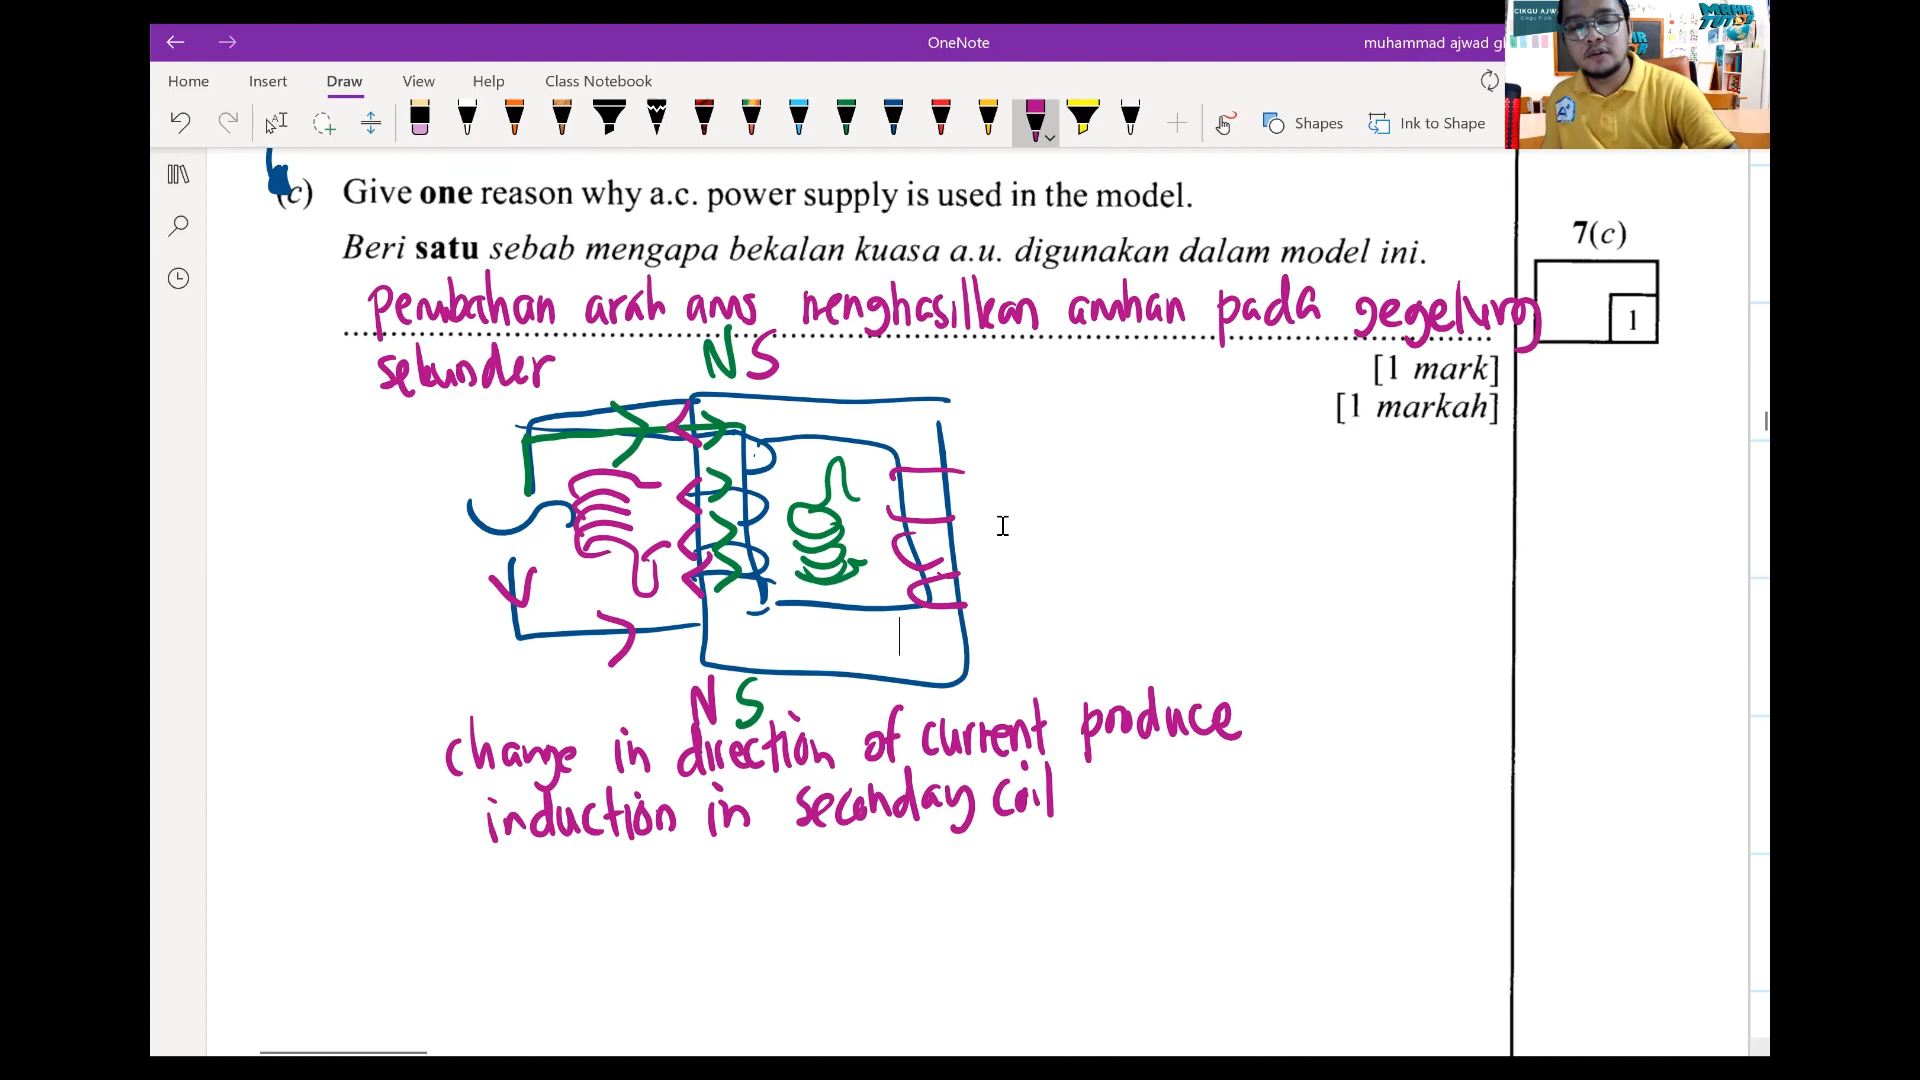 OneNote
muhammad ajwad g
CIKGU AJW
Home Insert Draw View Help Class Notebook
Shapes Ink to Shape
(c) Give one reason why a.c. power supply is used in the model.
Beri satu sebab mengapa bekalan kuasa a.u. digunakan dalam model ini.
7(c)
1
Perubahan arah arus menghasilkan aruhan pada gegelung
sekunder
N S
[1 mark]
[1 markah]
N S
change in direction of current produce
induction in seconday coil